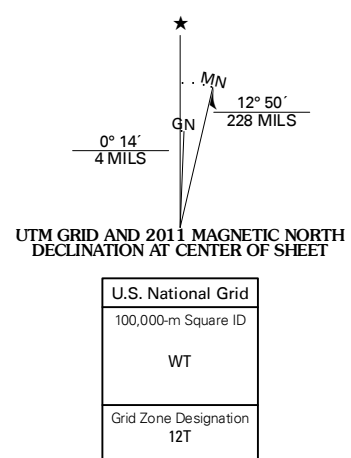 ★
MN
GN
12° 50´
228 MILS
0° 14´
4 MILS
UTM GRID AND 2011 MAGNETIC NORTH
DECLINATION AT CENTER OF SHEET
U.S. National Grid
100,000-m Square ID
WT
Grid Zone Designation
12T